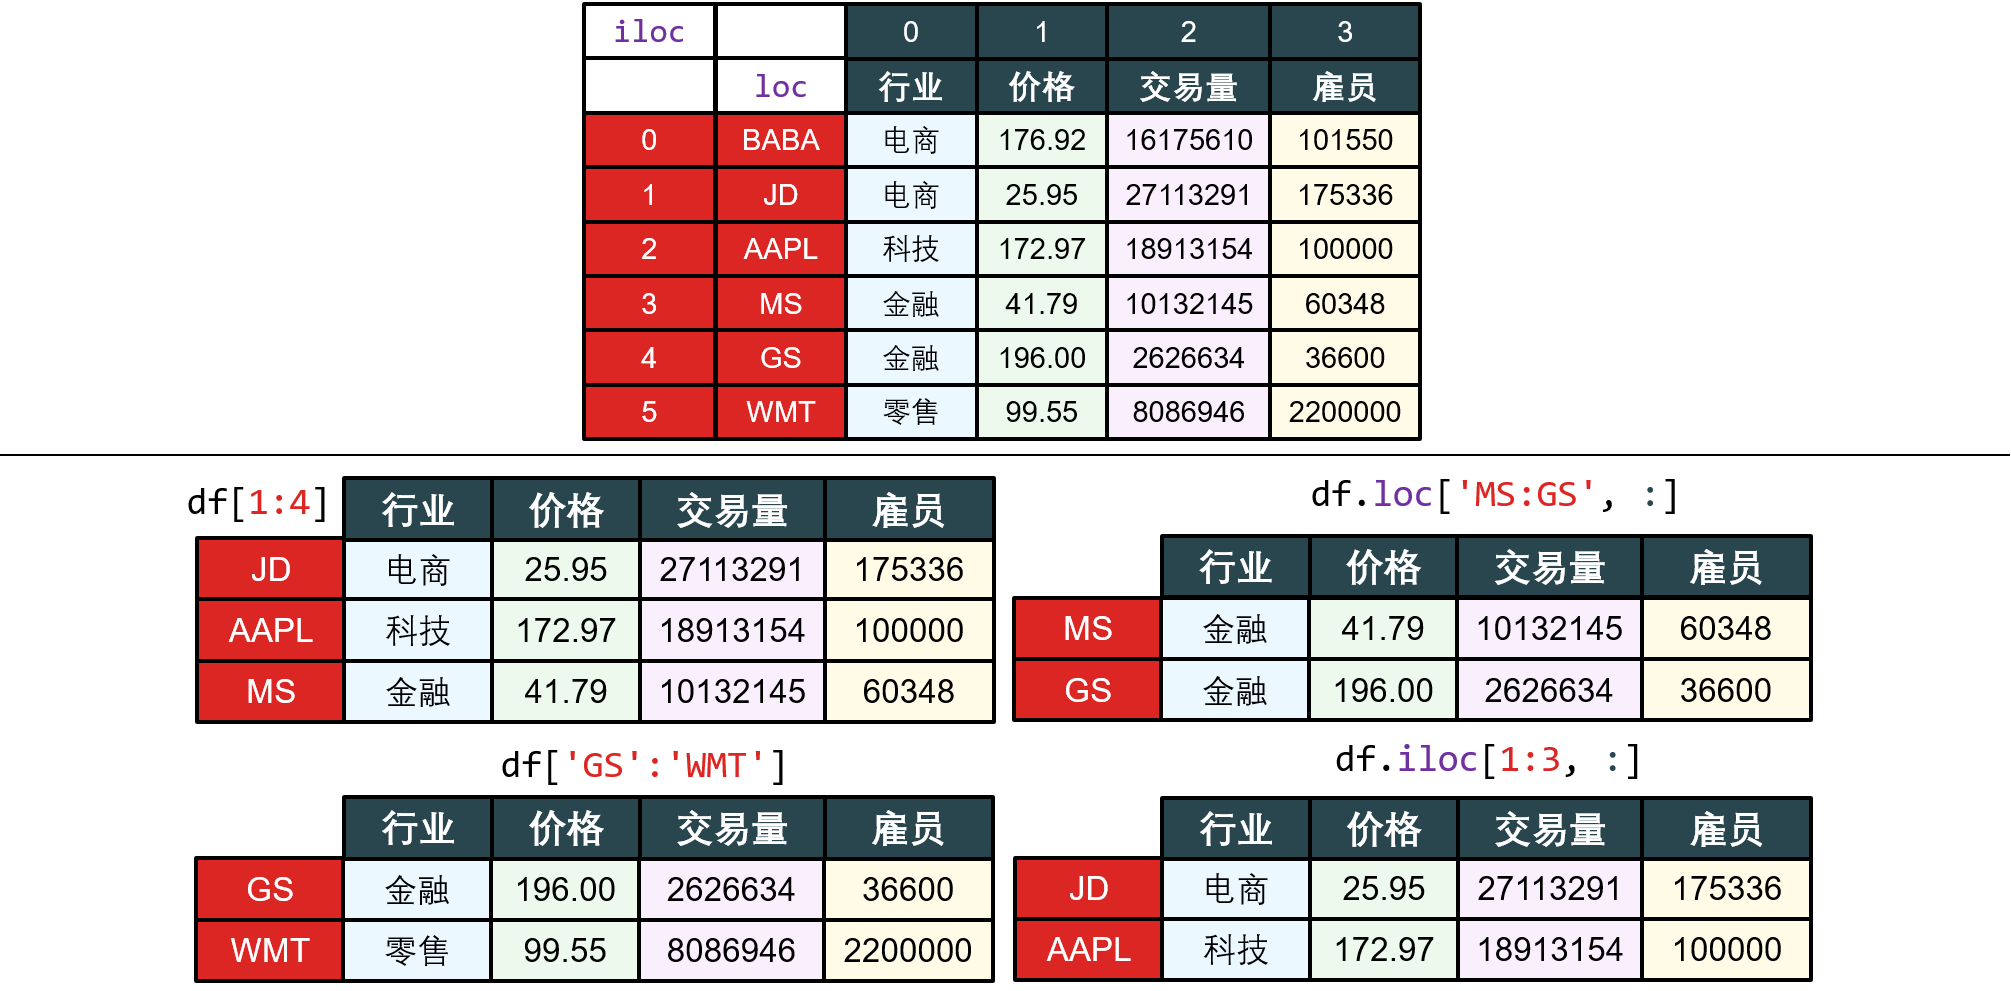 iloc 0 1 2 3
loc 行业 价格 交易量 雇员
0 BABA 电商 176.92 16175610 101550
1 JD 电商 25.95 27113291 175336
2 AAPL 科技 172.97 18913154 100000
3 MS 金融 41.79 10132145 60348
4 GS 金融 196.00 2626634 36600
5 WMT 零售 99.55 8086946 2200000
df[1:4]
行业 价格 交易量 雇员
JD 电商 25.95 27113291 175336
AAPL 科技 172.97 18913154 100000
MS 金融 41.79 10132145 60348
df.loc['MS:GS', :]
行业 价格 交易量 雇员
MS 金融 41.79 10132145 60348
GS 金融 196.00 2626634 36600
df['GS':'WMT']
行业 价格 交易量 雇员
GS 金融 196.00 2626634 36600
WMT 零售 99.55 8086946 2200000
df.iloc[1:3, :]
行业 价格 交易量 雇员
JD 电商 25.95 27113291 175336
AAPL 科技 172.97 18913154 100000